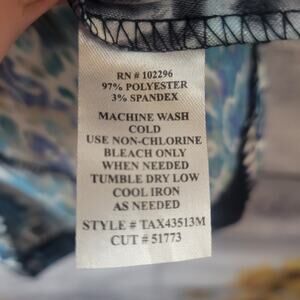 RN # 102296
97% POLYESTER
3% SPANDEX
MACHINE WASH
COLD
USE NON-CHLORINE
BLEACH ONLY
WHEN NEEDED
TUMBLE DRY LOW
COOL IRON
AS NEEDED
STYLE # TAX43513M
CUT # 51773